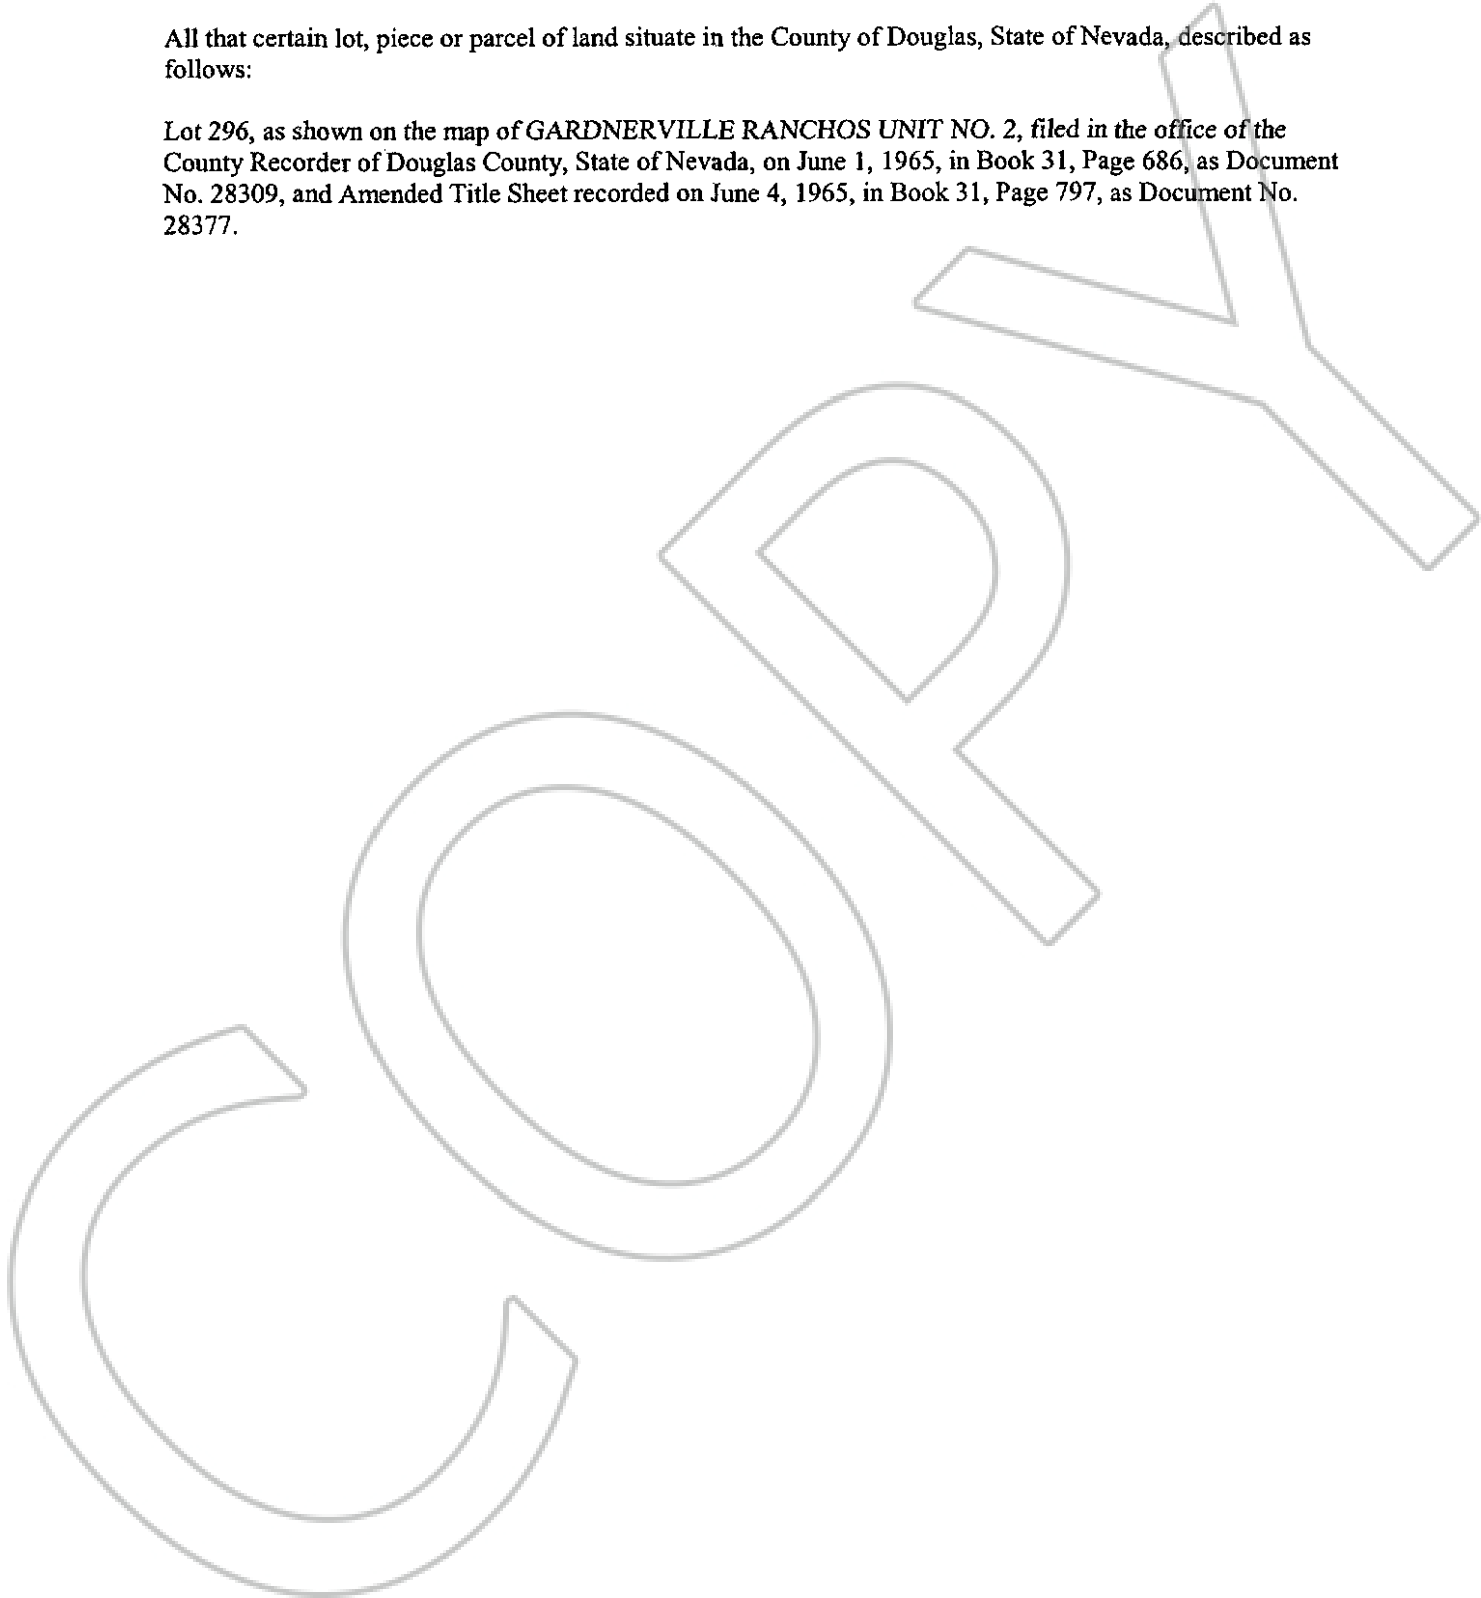 All that certain lot, piece or parcel of land situate in the County of Douglas, State of Nevada, described as
follows:
Lot 296, as shown on the map of GARDNERVILLE RANCHOS UNIT NO. 2, filed in the office of the
County Recorder of Douglas County, State of Nevada, on June 1, 1965, in Book 31, Page 686, as Document
No. 28309, and Amended Title Sheet recorded on June 4, 1965, in Book 31, Page 797, as Document No.
28377.
COPY